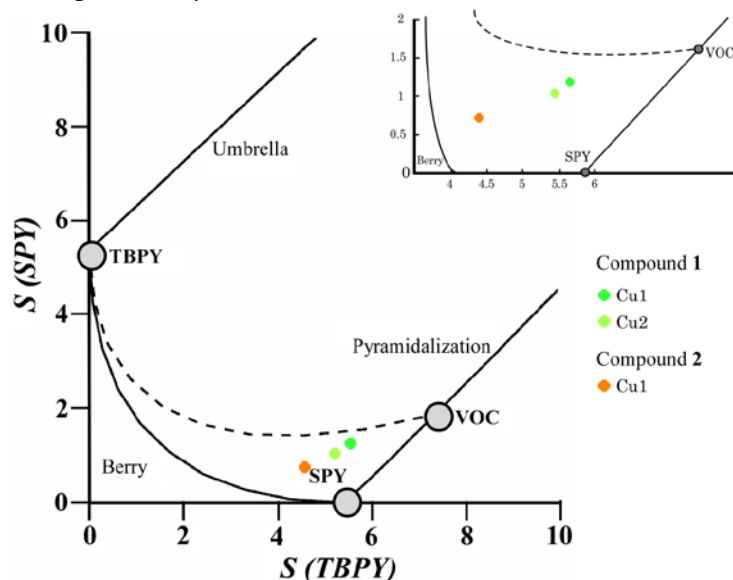 10
8
6
4
2
0
S (SPY)
Umbrella
TBPY
Berry
Pyramidalization
VOC
SPY
0 2 4 6 8 10
S (TBPY)
2
1.5
1
0.5
0
Berry
SPY
VOC
4 4.5 5 5.5 6
Compound 1
Cu1
Cu2
Compound 2
Cu1